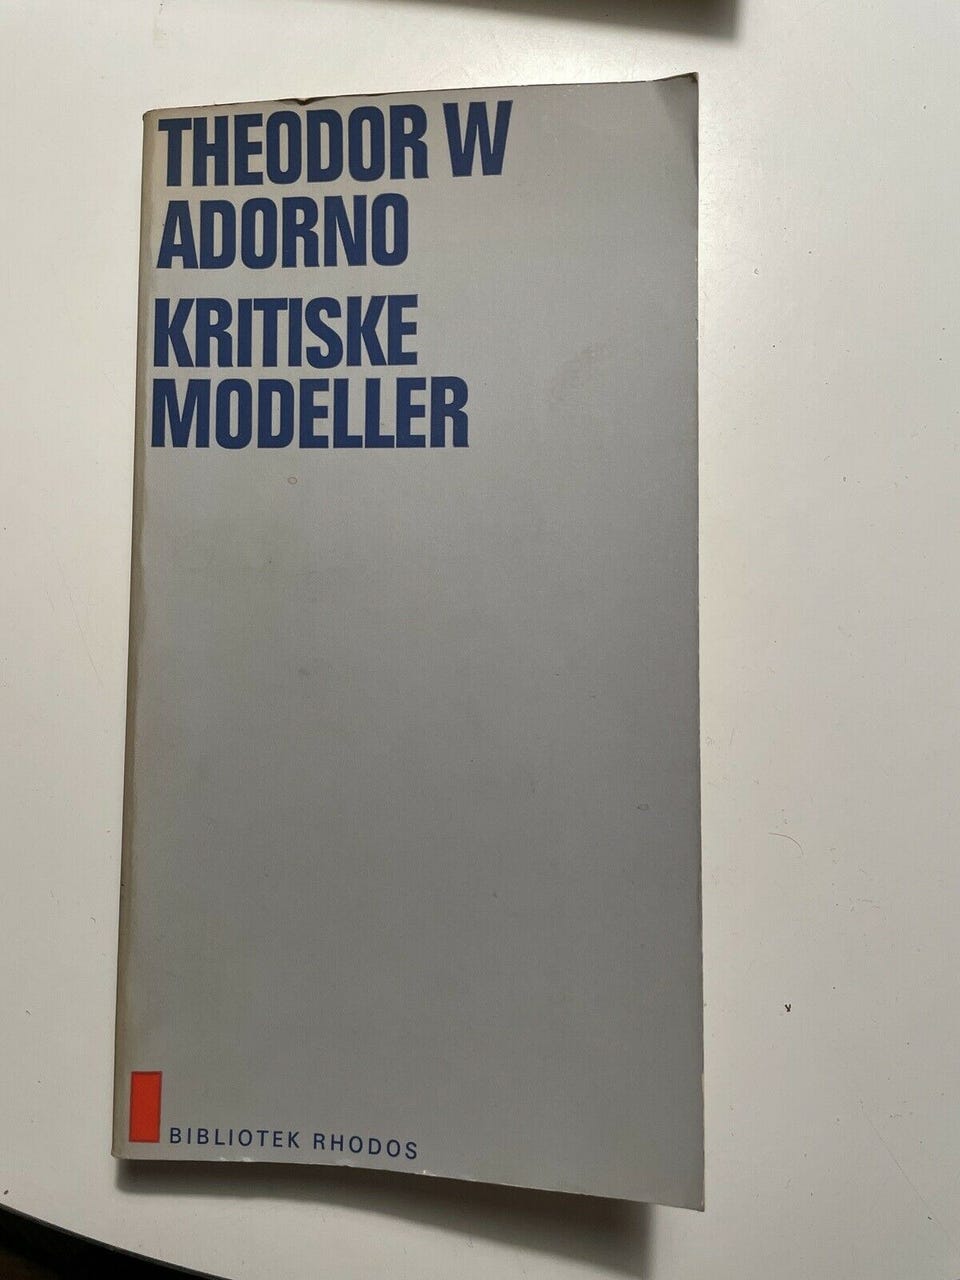 THEODOR W
ADORNO
KRITISKE
MODELLER
BIBLIOTEK RHODOS